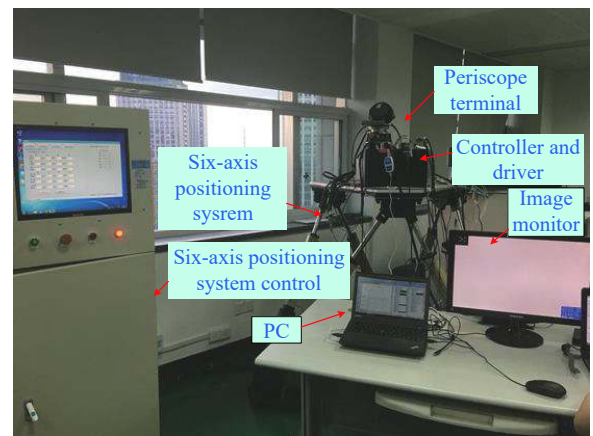 Periscope
terminal
Controller and
driver
Six-axis
positioning
sysrem
Image
monitor
Six-axis positioning
system control
PC